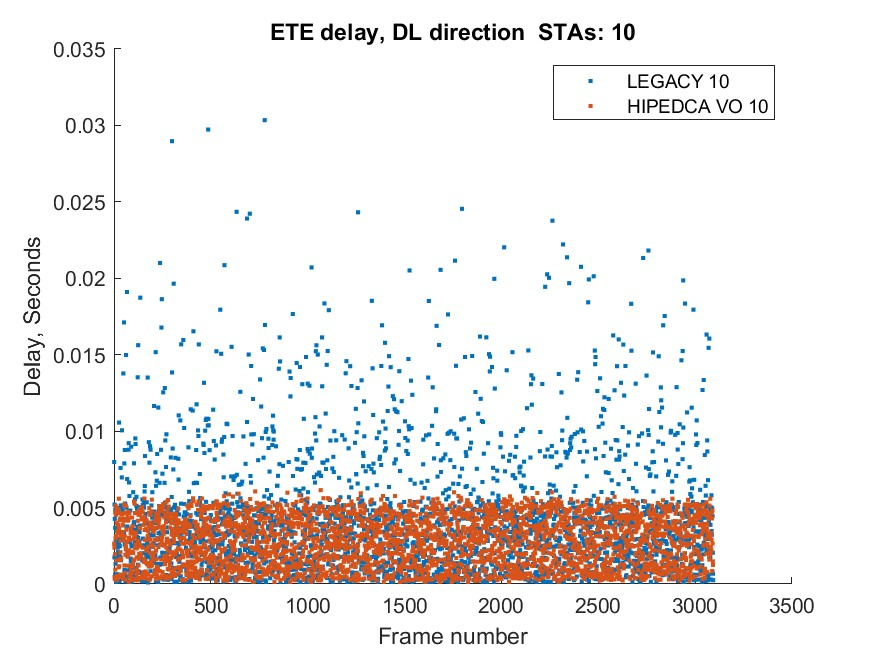 ETE delay, DL direction  STAs: 10
LEGACY 10
HIPEDCA VO 10
0.035
0.03
0.025
0.02
0.015
0.01
0.005
0
Delay, Seconds
0 500 1000 1500 2000 2500 3000 3500
Frame number